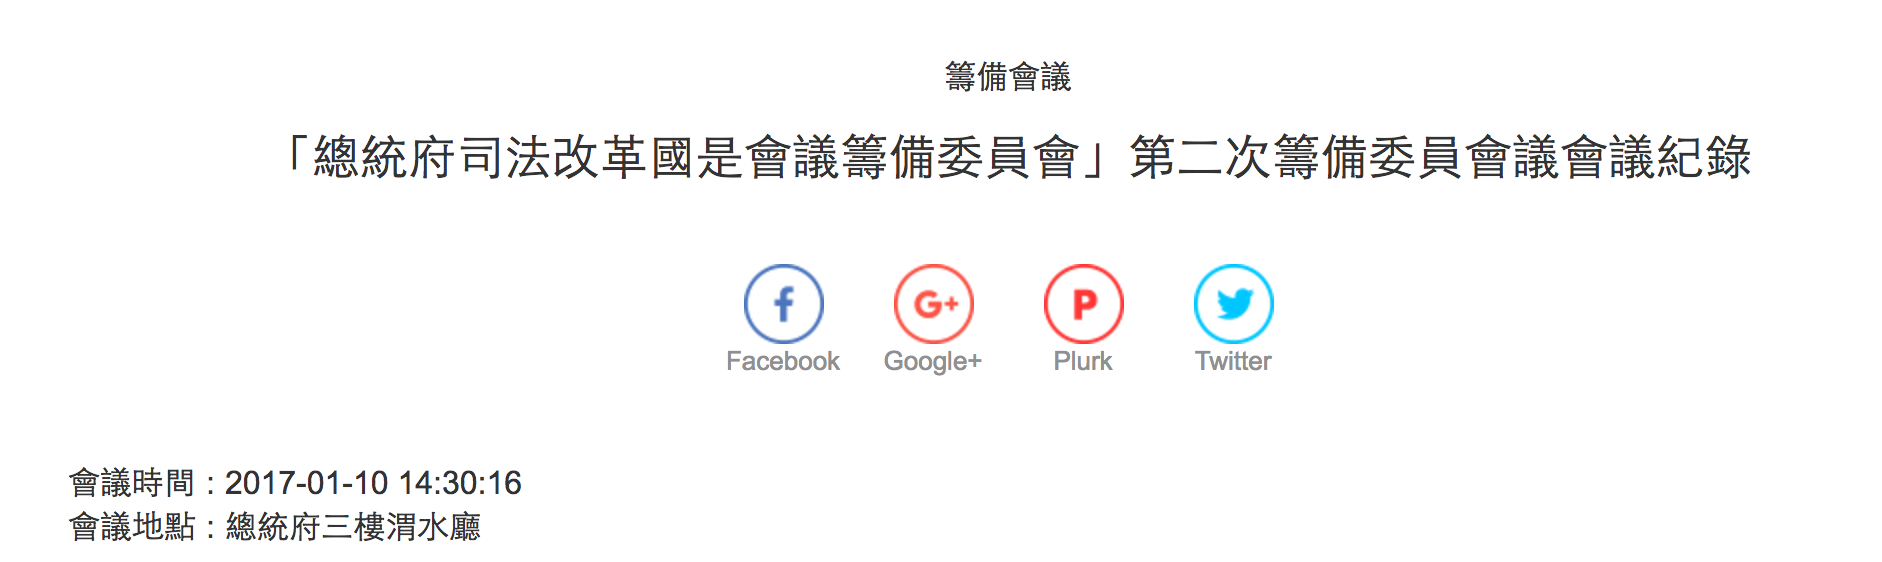 籌備會議
「總統府司法改革國是會議籌備委員會」第二次籌備委員會議會議紀錄
Facebook Google+ Plurk Twitter
會議時間：2017-01-10 14:30:16
會議地點：總統府三樓渭水廳